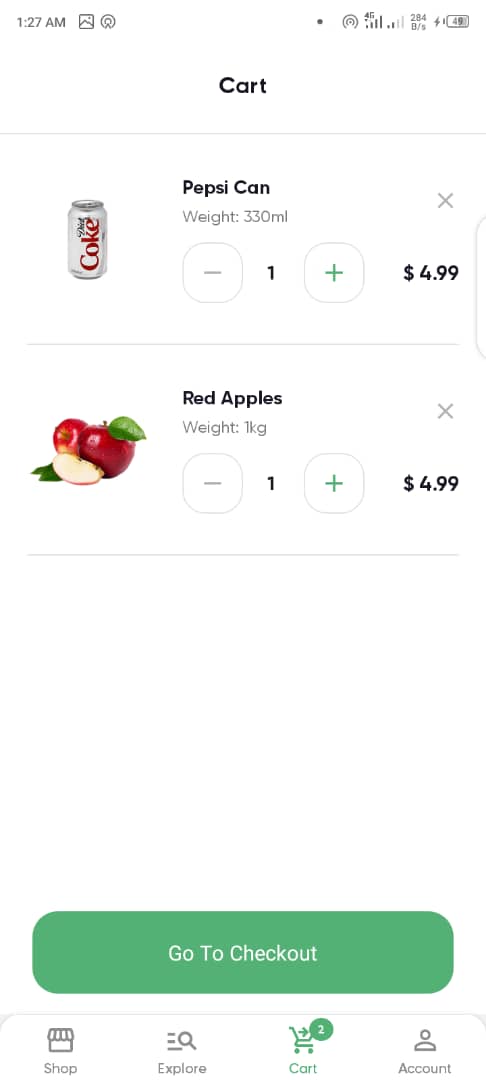 1:27 AM
4G
284
B/s
49
Cart
Pepsi Can
Weight: 330ml
Diet
Coke
1
$ 4.99
Red Apples
Weight: 1kg
1
$ 4.99
Go To Checkout
2
Shop
Explore
Cart
Account